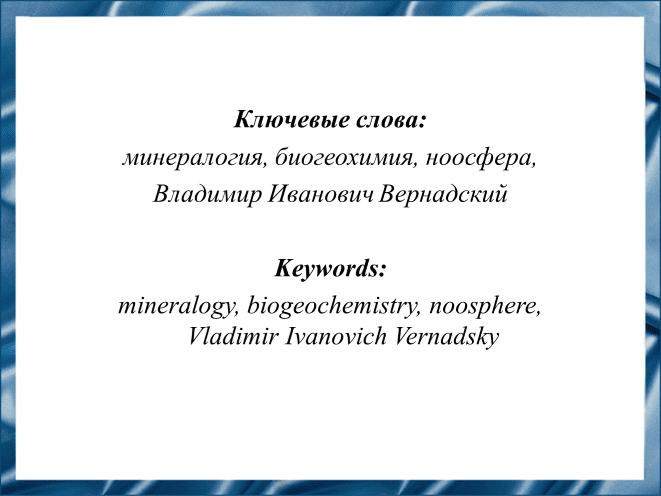 Ключевые слова:
минералогия, биогеохимия, ноосфера,
Владимир Иванович Вернадский
Keywords:
mineralogy, biogeochemistry, noosphere,
Vladimir Ivanovich Vernadsky